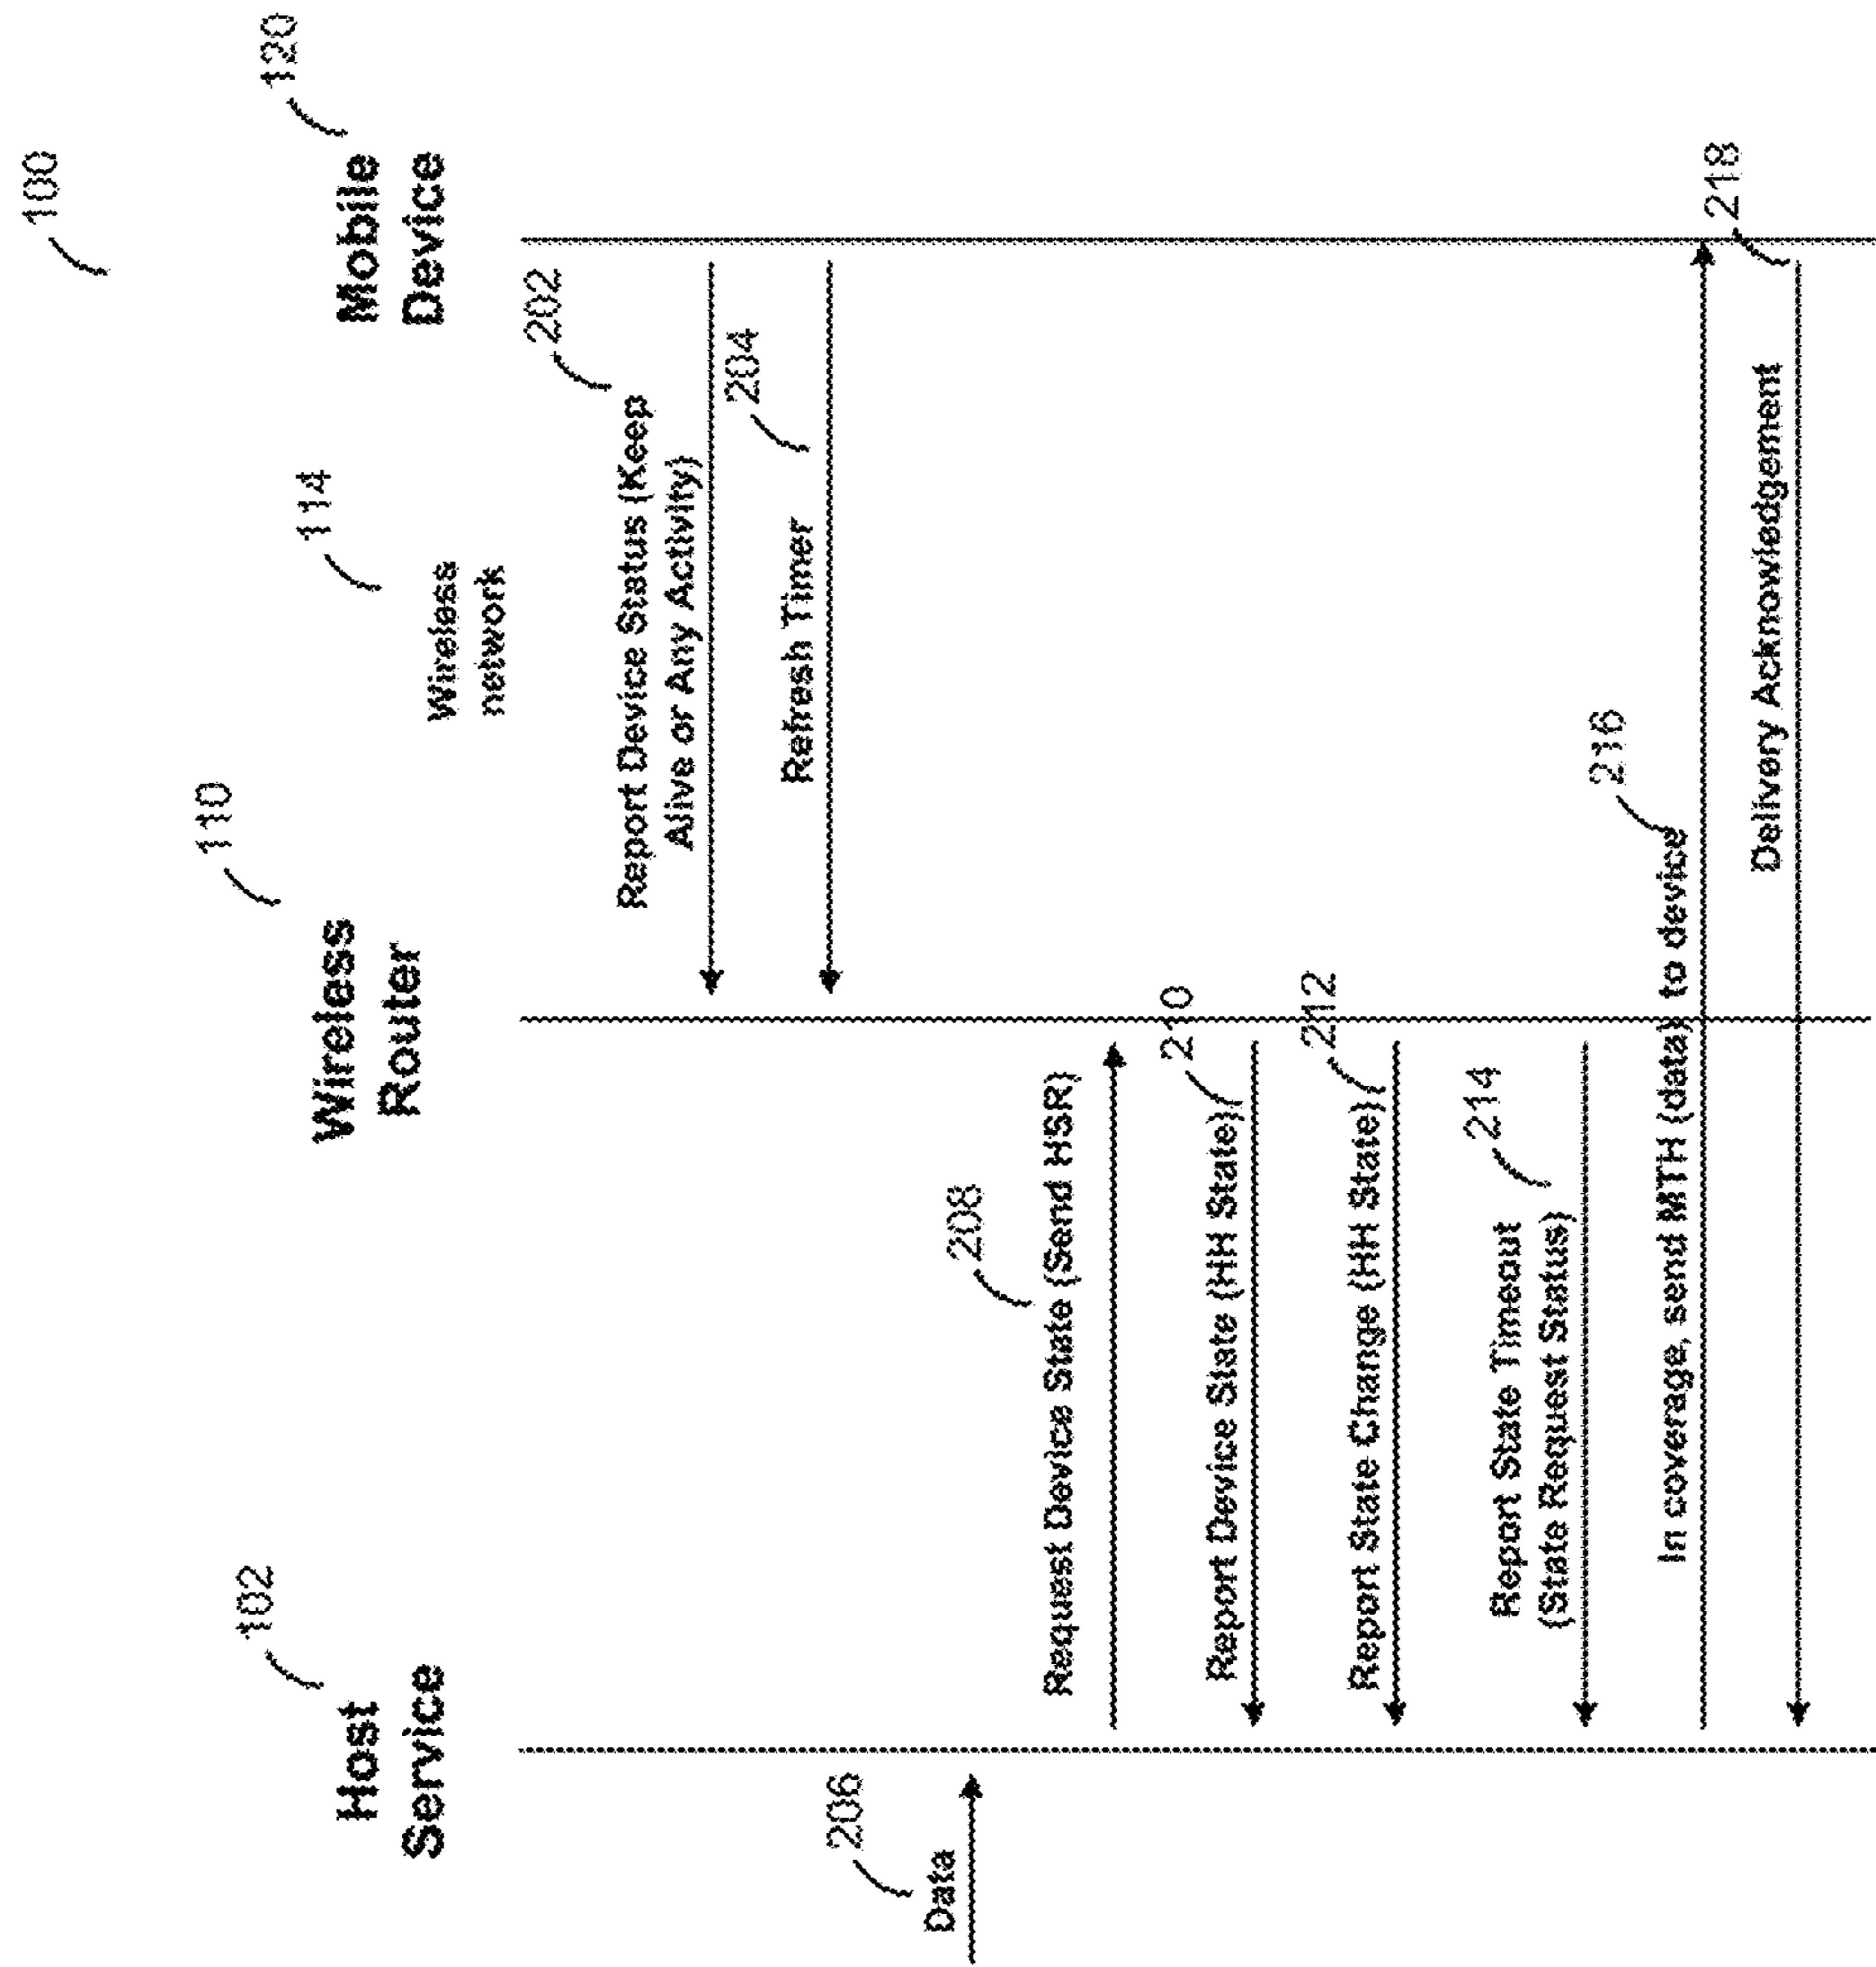 100
102
Host
Service
110
Wireless
Router
114
Wireless
network
120
Mobile
Device
202
Report Device Status (Keep
Alive or Any Activity)
204
Refresh Timer
206
Data
208
Request Device State (Send HSR)
210
Report Device State (HH State)
212
Report State Change (HH State)
214
Report State Timeout
(State Request Status)
216
In coverage, send MTH (data) to device
218
Delivery Acknowledgement